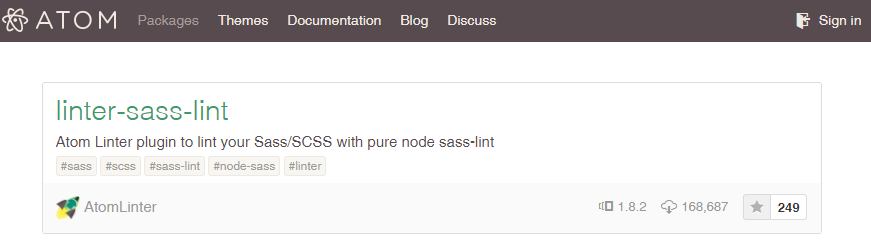 ATOM Packages Themes Documentation Blog Discuss Sign in
linter-sass-lint
Atom Linter plugin to lint your Sass/SCSS with pure node sass-lint
#sass #scss #sass-lint #node-sass #linter
AtomLinter 1.8.2 168,687 249